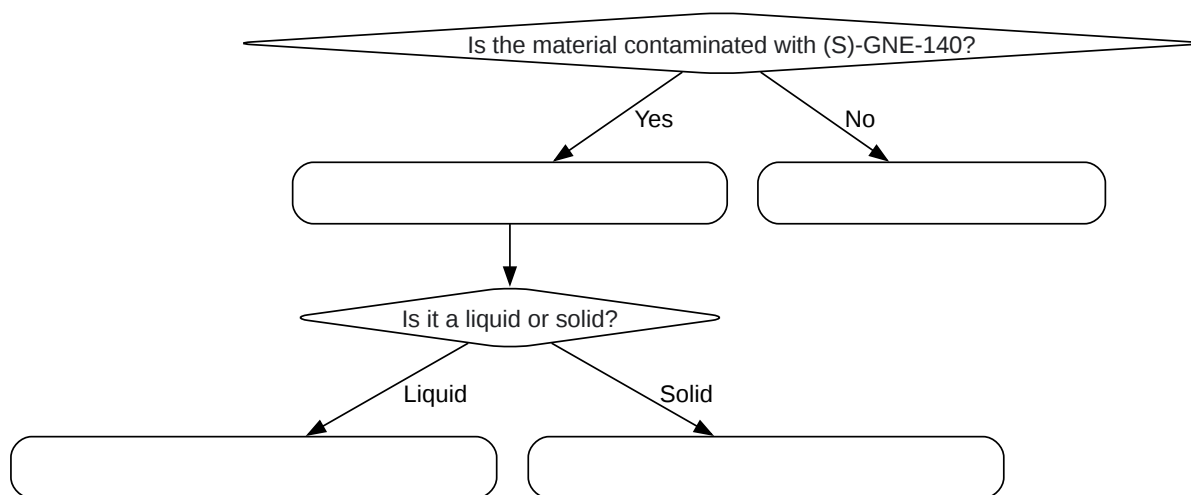 Is the material contaminated with (S)-GNE-140?
Yes
No
Is it a liquid or solid?
Liquid
Solid